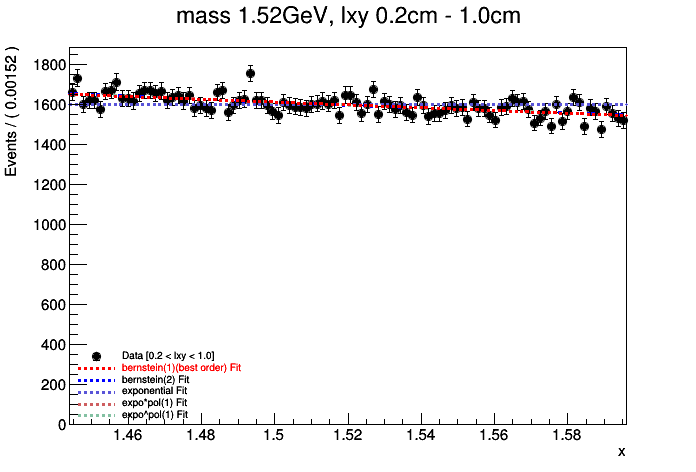 mass 1.52GeV, lxy 0.2cm - 1.0cm
Events / ( 0.00152 )
1800
1600
1400
1200
1000
800
600
400
200
0
Data [0.2 < lxy < 1.0]
bernstein(1)(best order) Fit
bernstein(2) Fit
exponential Fit
expo*pol(1) Fit
expo^pol(1) Fit
1.46 1.48 1.5 1.52 1.54 1.56 1.58
x